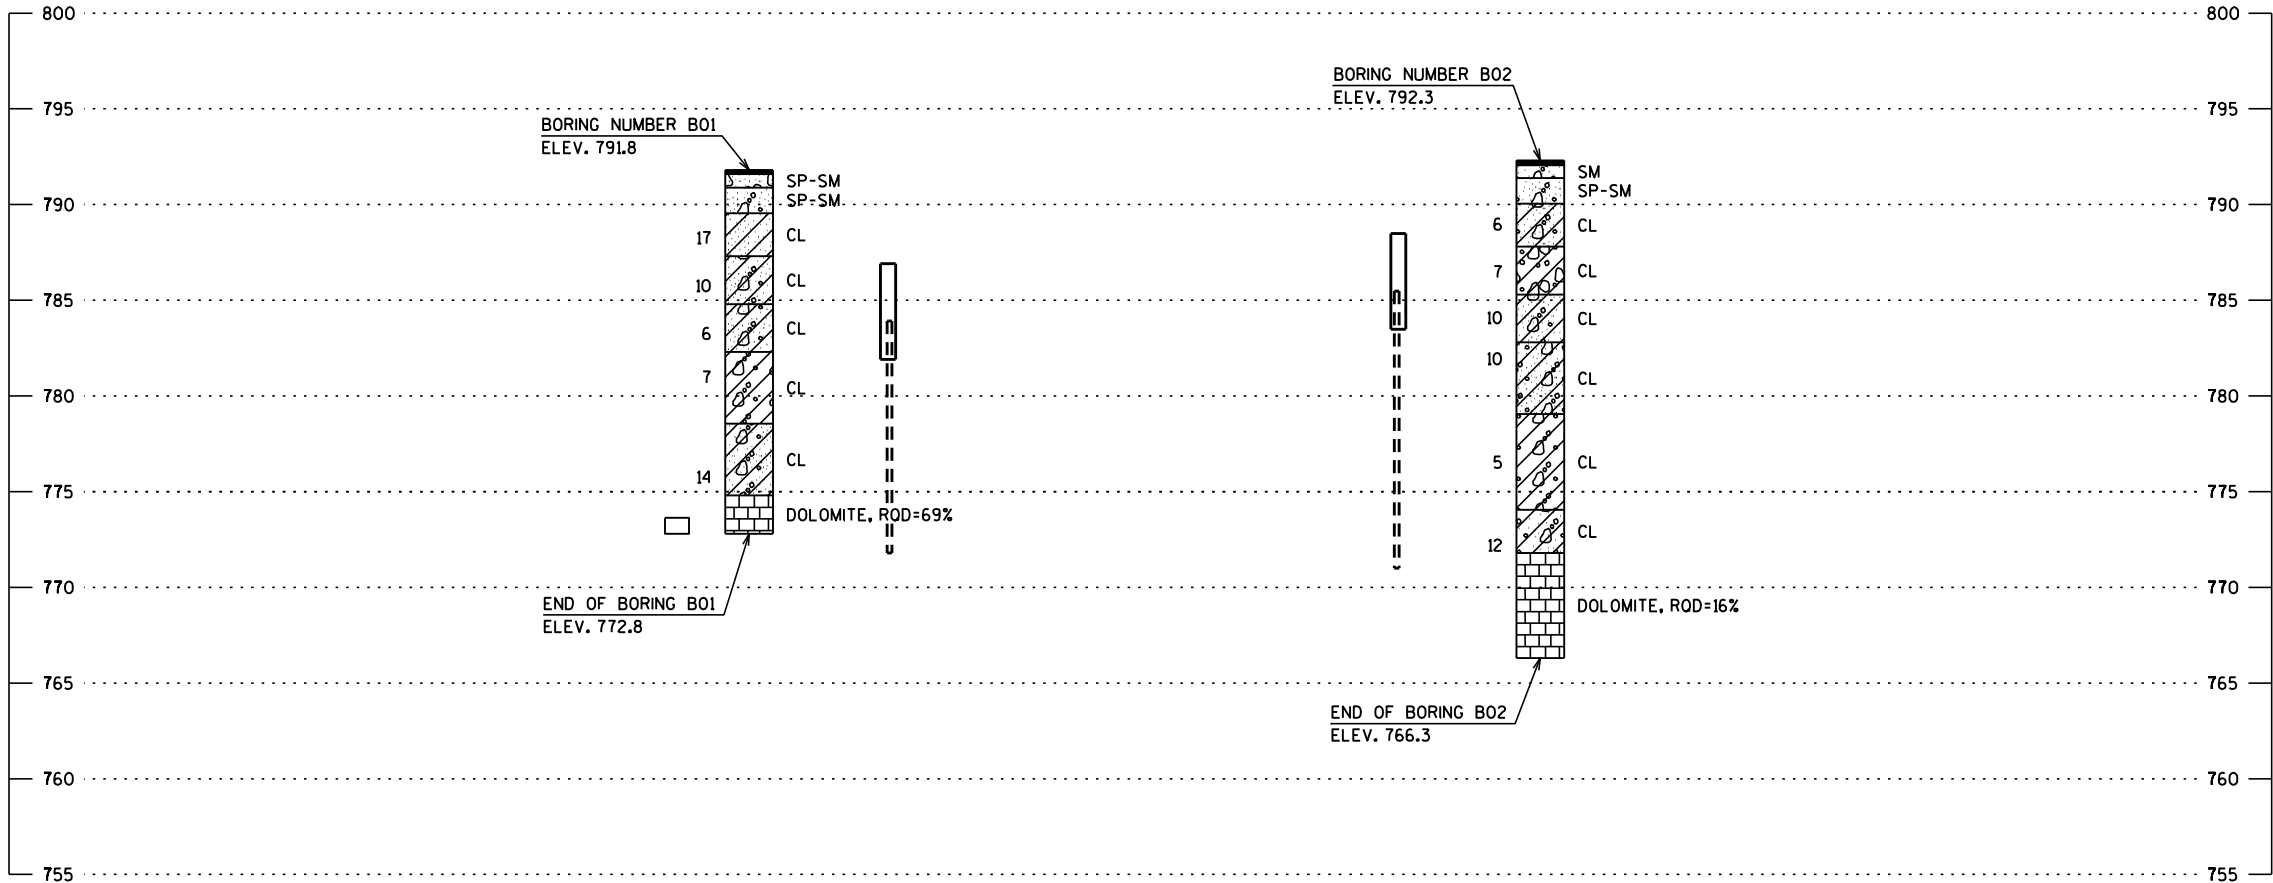 800 800
BORING NUMBER B02
795 ELEV. 792.3 795
BORING NUMBER B01
ELEV. 791.8
SM
SP-SM
SP-SM
790 SP-SM 790
6 CL
17 CL
7 CL
10 CL
785 785
10 CL
6 CL
10
7 CL
CL
780 780
CL
5 CL
14
775 775
DOLOMITE, RQD=69%
CL
12
770 770
END OF BORING B01
DOLOMITE, RQD=16%
ELEV. 772.8
765 765
END OF BORING B02
ELEV. 766.3
760 760
755 755